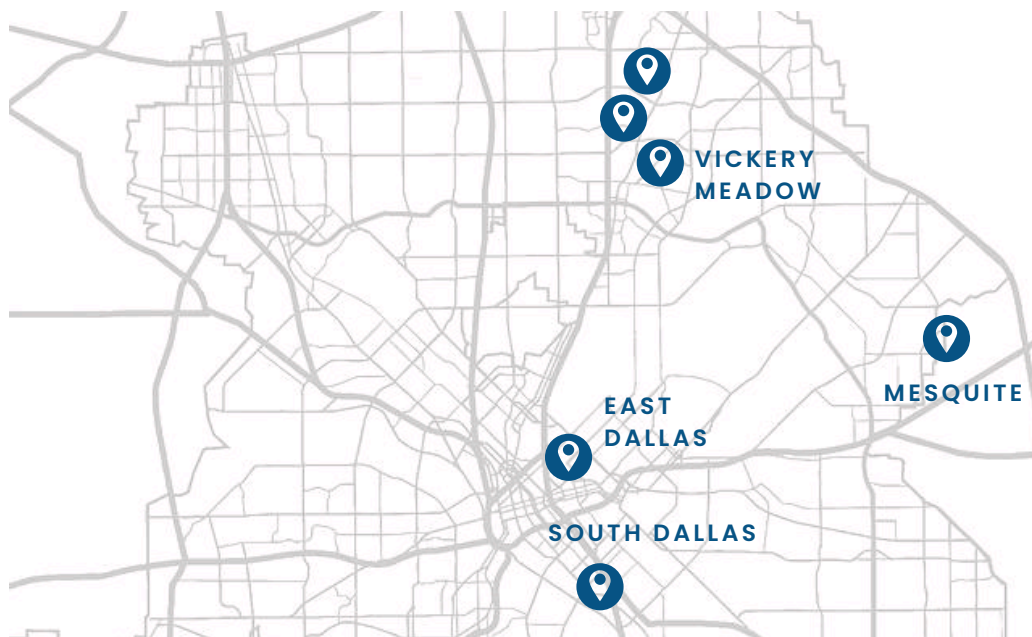 VICKERY
MEADOW
MESQUITE
EAST
DALLAS
SOUTH DALLAS